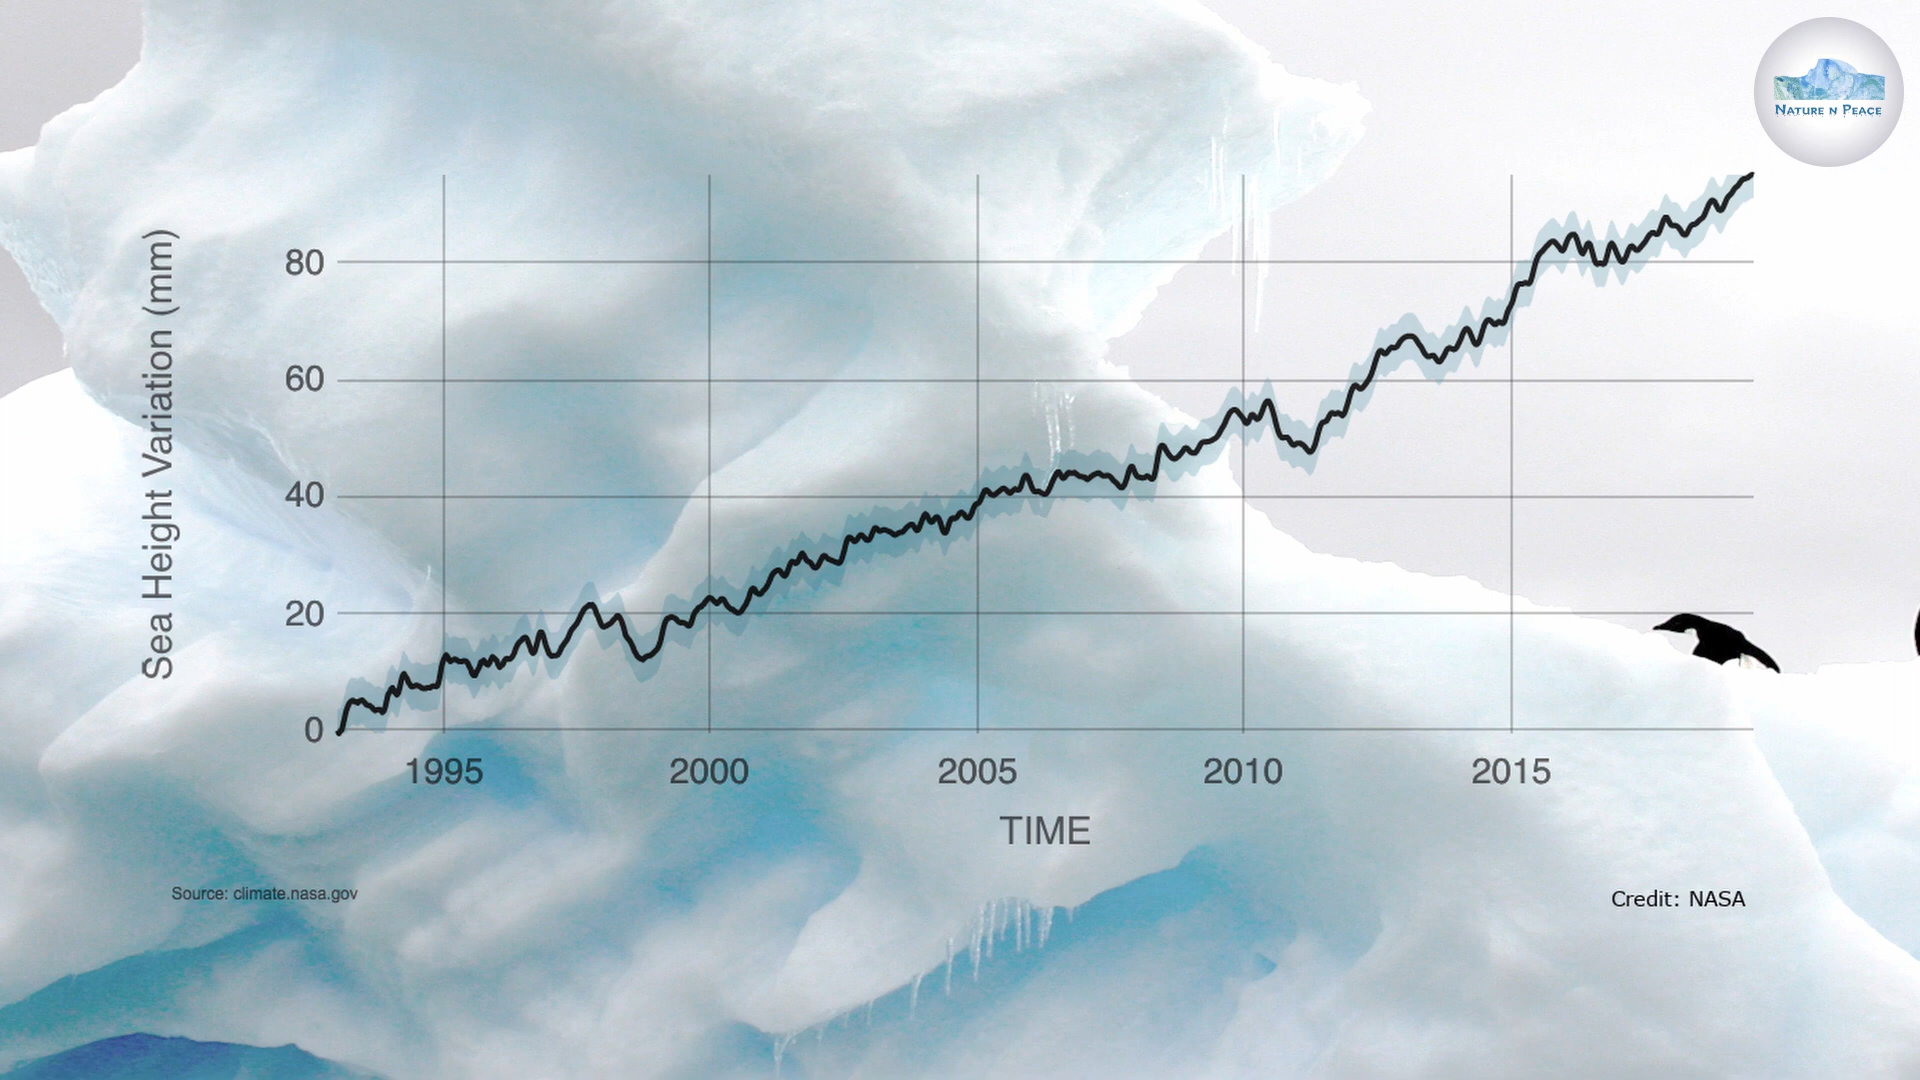 NATURE N PEACE
Sea Height Variation (mm)
80
60
40
20
0
1995 2000 2005 2010 2015
TIME
Source: climate.nasa.gov
Credit: NASA